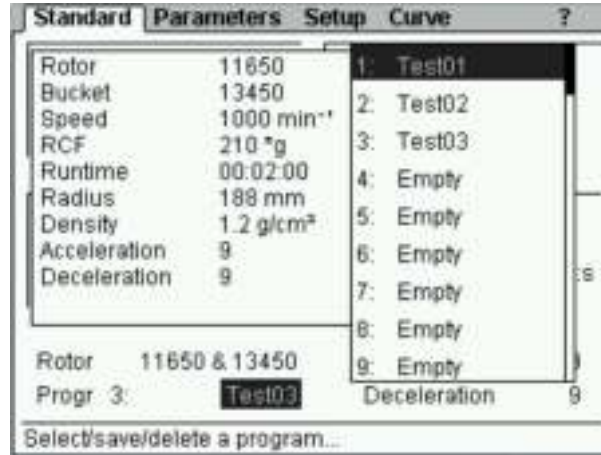 Standard Parameters Setup Curve ?
Rotor 11650
Bucket 13450
Speed 1000 min⁻¹
RCF 210 *g
Runtime 00:02:00
Radius 188 mm
Density 1.2 g/cm³
Acceleration 9
Deceleration 9
1: Test01
2: Test02
3: Test03
4: Empty
5: Empty
6: Empty
7: Empty
8: Empty
9: Empty
Rotor 11650 & 13450
Progr 3: Test03 Deceleration 9
Select/save/delete a program...